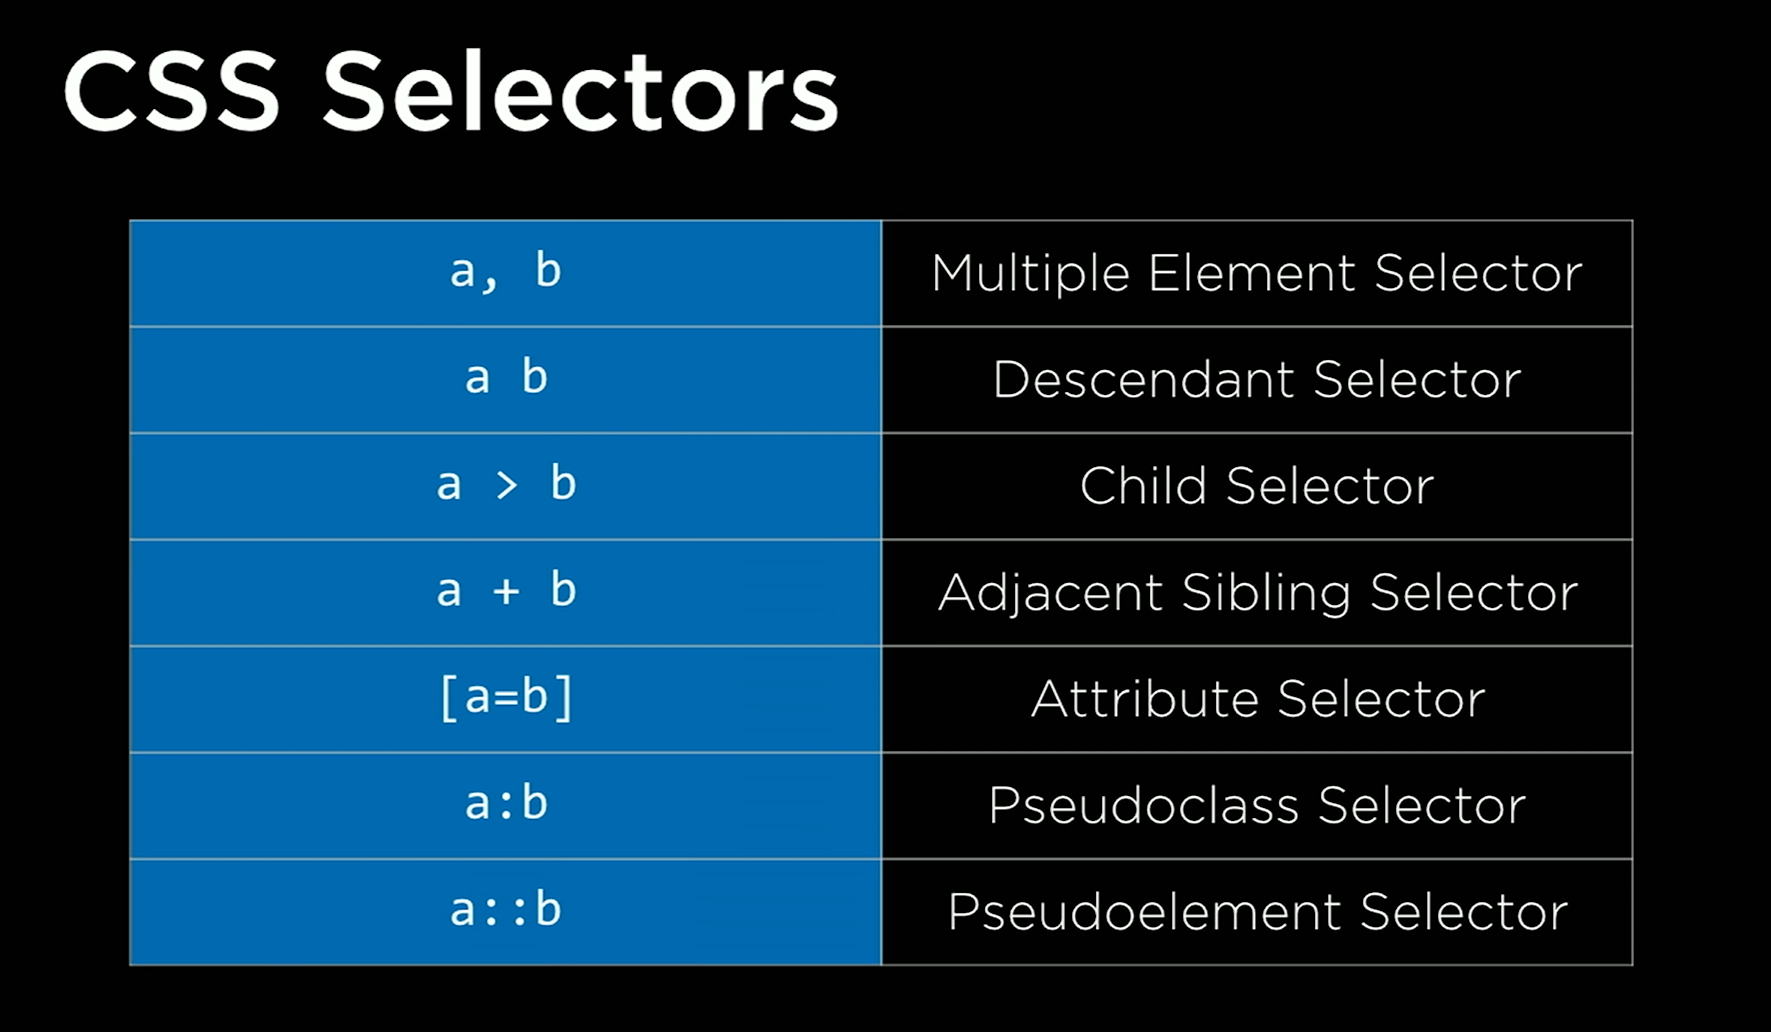 CSS Selectors
a, b Multiple Element Selector
a b Descendant Selector
a > b Child Selector
a + b Adjacent Sibling Selector
[a=b] Attribute Selector
a:b Pseudoclass Selector
a::b Pseudoelement Selector